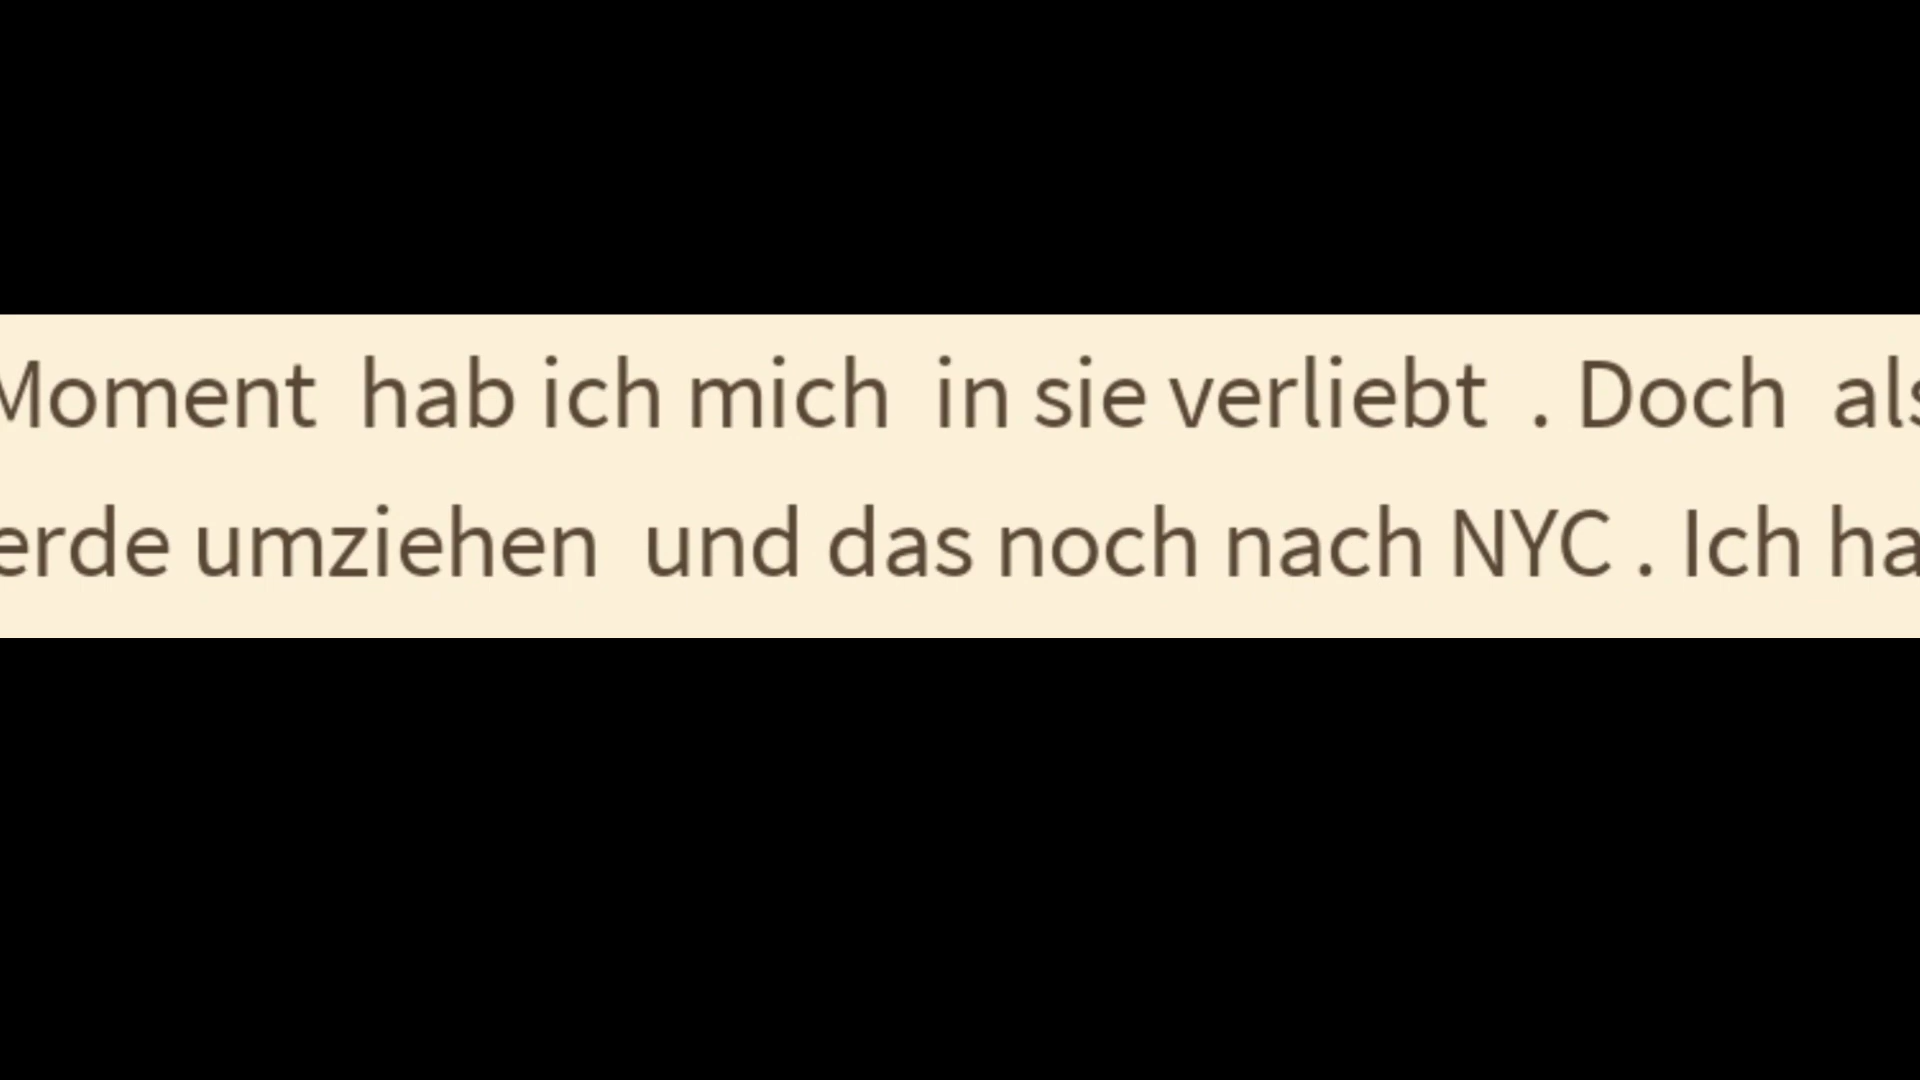 Moment hab ich mich in sie verliebt . Doch als
erde umziehen und das noch nach NYC . Ich ha